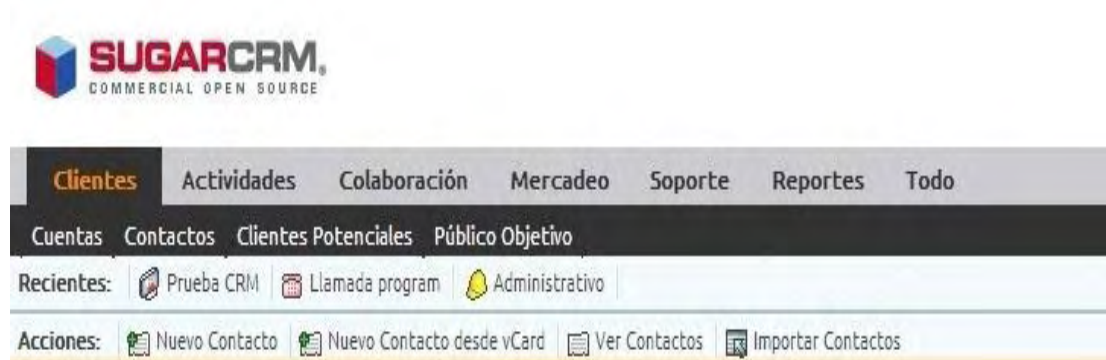 SUGARCRM.
COMMERCIAL OPEN SOURCE
Clientes Actividades Colaboración Mercadeo Soporte Reportes Todo
Cuentas Contactos Clientes Potenciales Público Objetivo
Recientes: Prueba CRM Llamada program Administrativo
Acciones: Nuevo Contacto Nuevo Contacto desde vCard Ver Contactos Importar Contactos